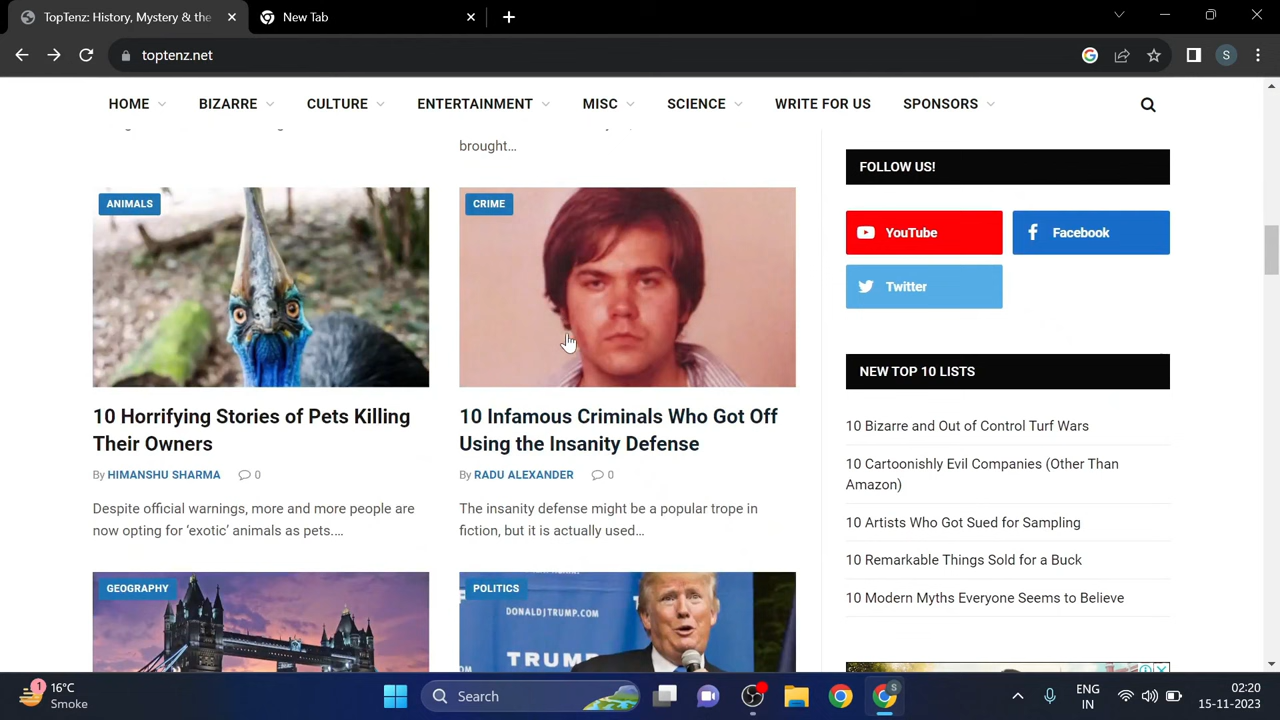 TopTenz: History, Mystery & the
New Tab
toptenz.net
S
HOME
BIZARRE
CULTURE
ENTERTAINMENT
MISC
SCIENCE
WRITE FOR US
SPONSORS
brought…
ANIMALS
10 Horrifying Stories of Pets Killing
Their Owners
By HIMANSHU SHARMA
0
Despite official warnings, more and more people are
now opting for ‘exotic’ animals as pets.…
CRIME
10 Infamous Criminals Who Got Off
Using the Insanity Defense
By RADU ALEXANDER
0
The insanity defense might be a popular trope in
fiction, but it is actually used…
GEOGRAPHY
POLITICS
DONALDJTRUMP.COM
TRUMP
FOLLOW US!
YouTube
Facebook
Twitter
NEW TOP 10 LISTS
10 Bizarre and Out of Control Turf Wars
10 Cartoonishly Evil Companies (Other Than
Amazon)
10 Artists Who Got Sued for Sampling
10 Remarkable Things Sold for a Buck
10 Modern Myths Everyone Seems to Believe
1
16°C
Smoke
Search
S
ENG
IN
02:20
15-11-2023